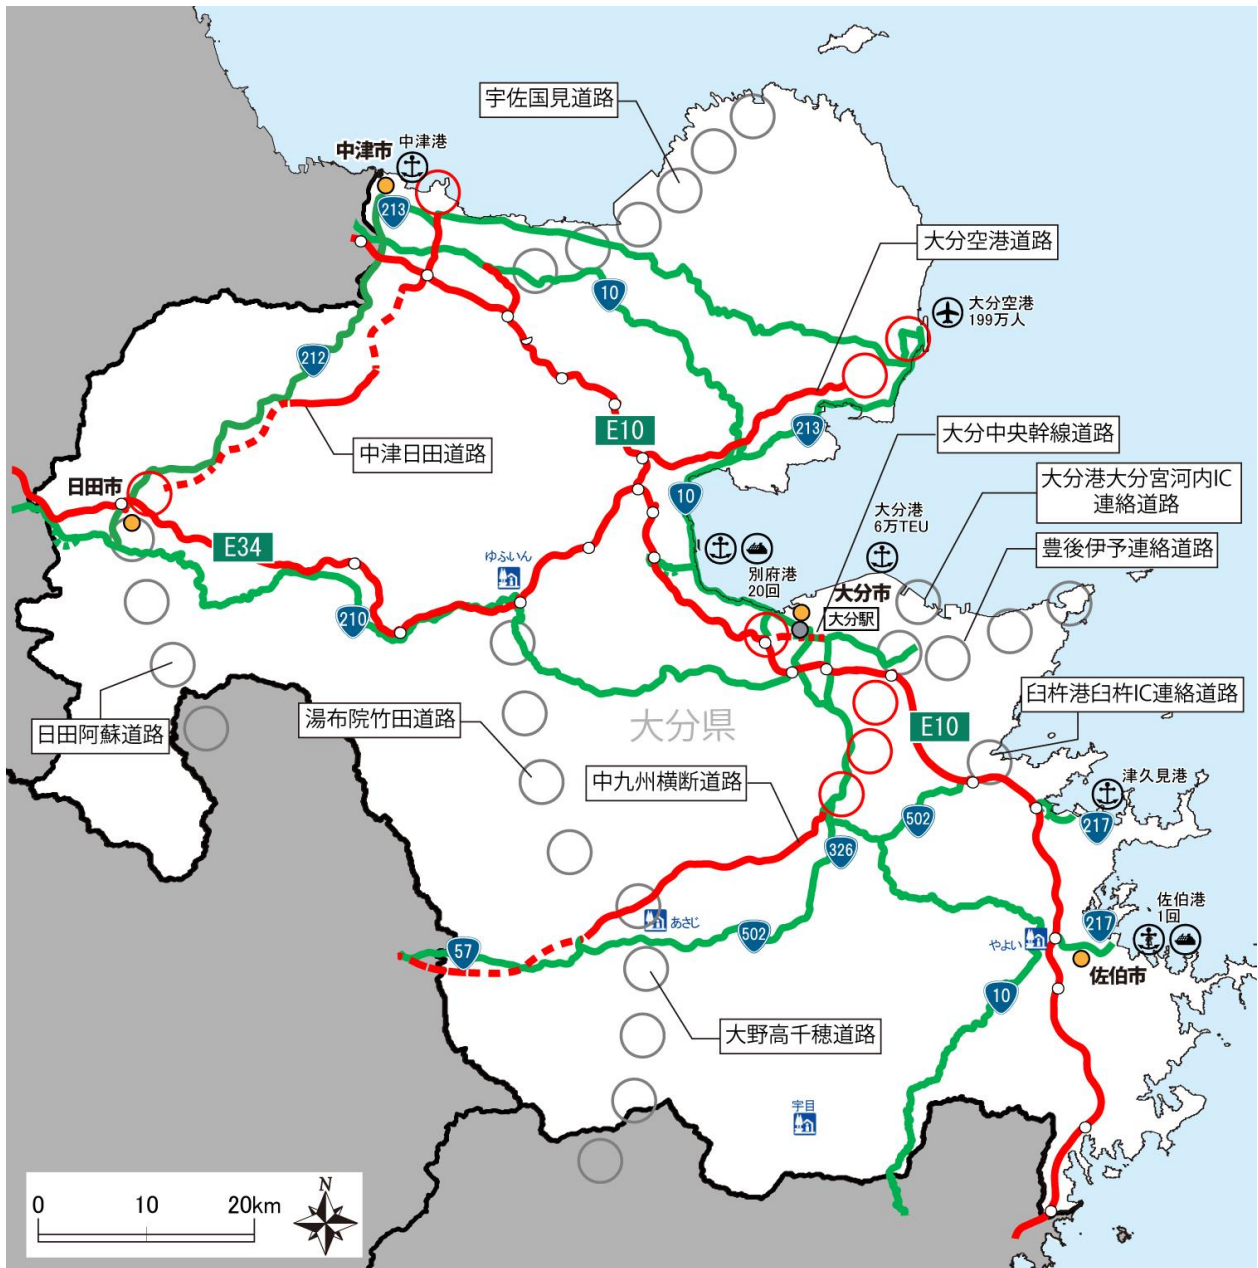 宇佐国見道路
中津市
中津港
213
大分空港道路
10
大分空港
199万人
212
E10
213
大分中央幹線道路
中津日田道路
大分港大分宮河内IC
連絡道路
日田市
10
大分港
6万TEU
豊後伊予連絡道路
E34
ゆふいん
別府港
20回
大分市
大分駅
210
臼杵港臼杵IC連絡道路
日田阿蘇道路
湯布院竹田道路
大分県
E10
中九州横断道路
津久見港
502
217
326
あさじ
佐伯港
1回
217
57
502
やよい
佐伯市
10
大野高千穂道路
宇目
N
0
10
20km